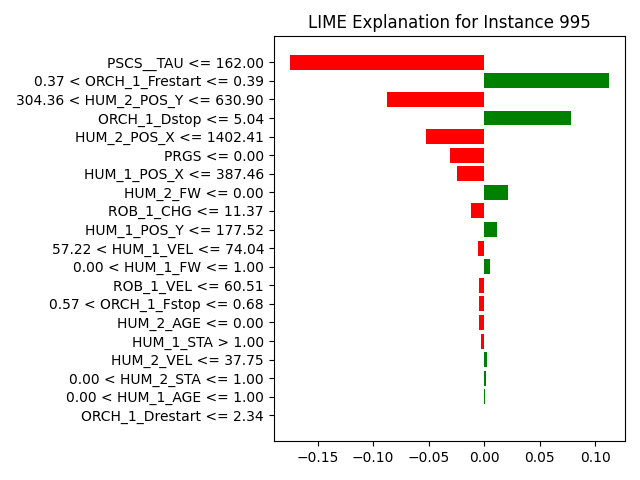 LIME Explanation for Instance 995
PSCS__TAU <= 162.00
0.37 < ORCH_1_Frestart <= 0.39
304.36 < HUM_2_POS_Y <= 630.90
ORCH_1_Dstop <= 5.04
HUM_2_POS_X <= 1402.41
PRGS <= 0.00
HUM_1_POS_X <= 387.46
HUM_2_FW <= 0.00
ROB_1_CHG <= 11.37
HUM_1_POS_Y <= 177.52
57.22 < HUM_1_VEL <= 74.04
0.00 < HUM_1_FW <= 1.00
ROB_1_VEL <= 60.51
0.57 < ORCH_1_Fstop <= 0.68
HUM_2_AGE <= 0.00
HUM_1_STA > 1.00
HUM_2_VEL <= 37.75
0.00 < HUM_2_STA <= 1.00
0.00 < HUM_1_AGE <= 1.00
ORCH_1_Drestart <= 2.34
−0.15 −0.10 −0.05 0.00 0.05 0.10